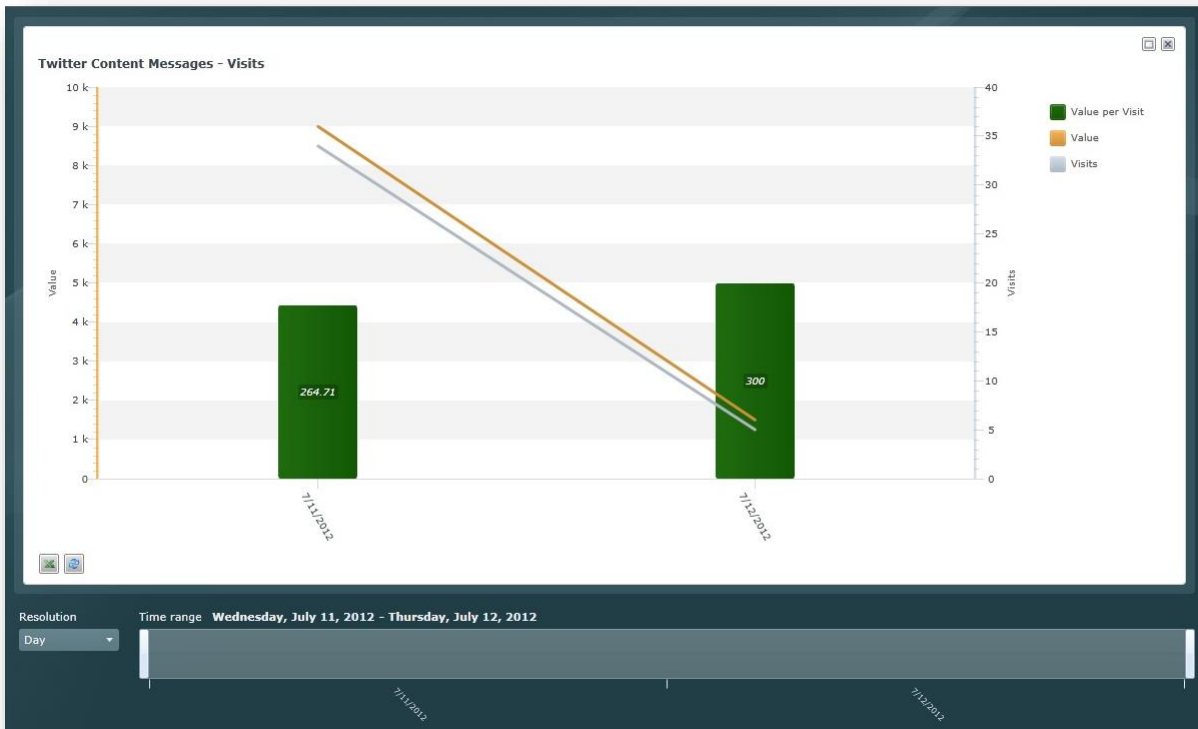 Twitter Content Messages - Visits
10 k
9 k
8 k
7 k
6 k
5 k
4 k
3 k
2 k
1 k
0
Value
264.71
300
7/11/2012
7/12/2012
40
35
30
25
20
15
10
5
0
Visits
Value per Visit
Value
Visits
Resolution
Day
Time range Wednesday, July 11, 2012 - Thursday, July 12, 2012
7/11/2012
7/12/2012